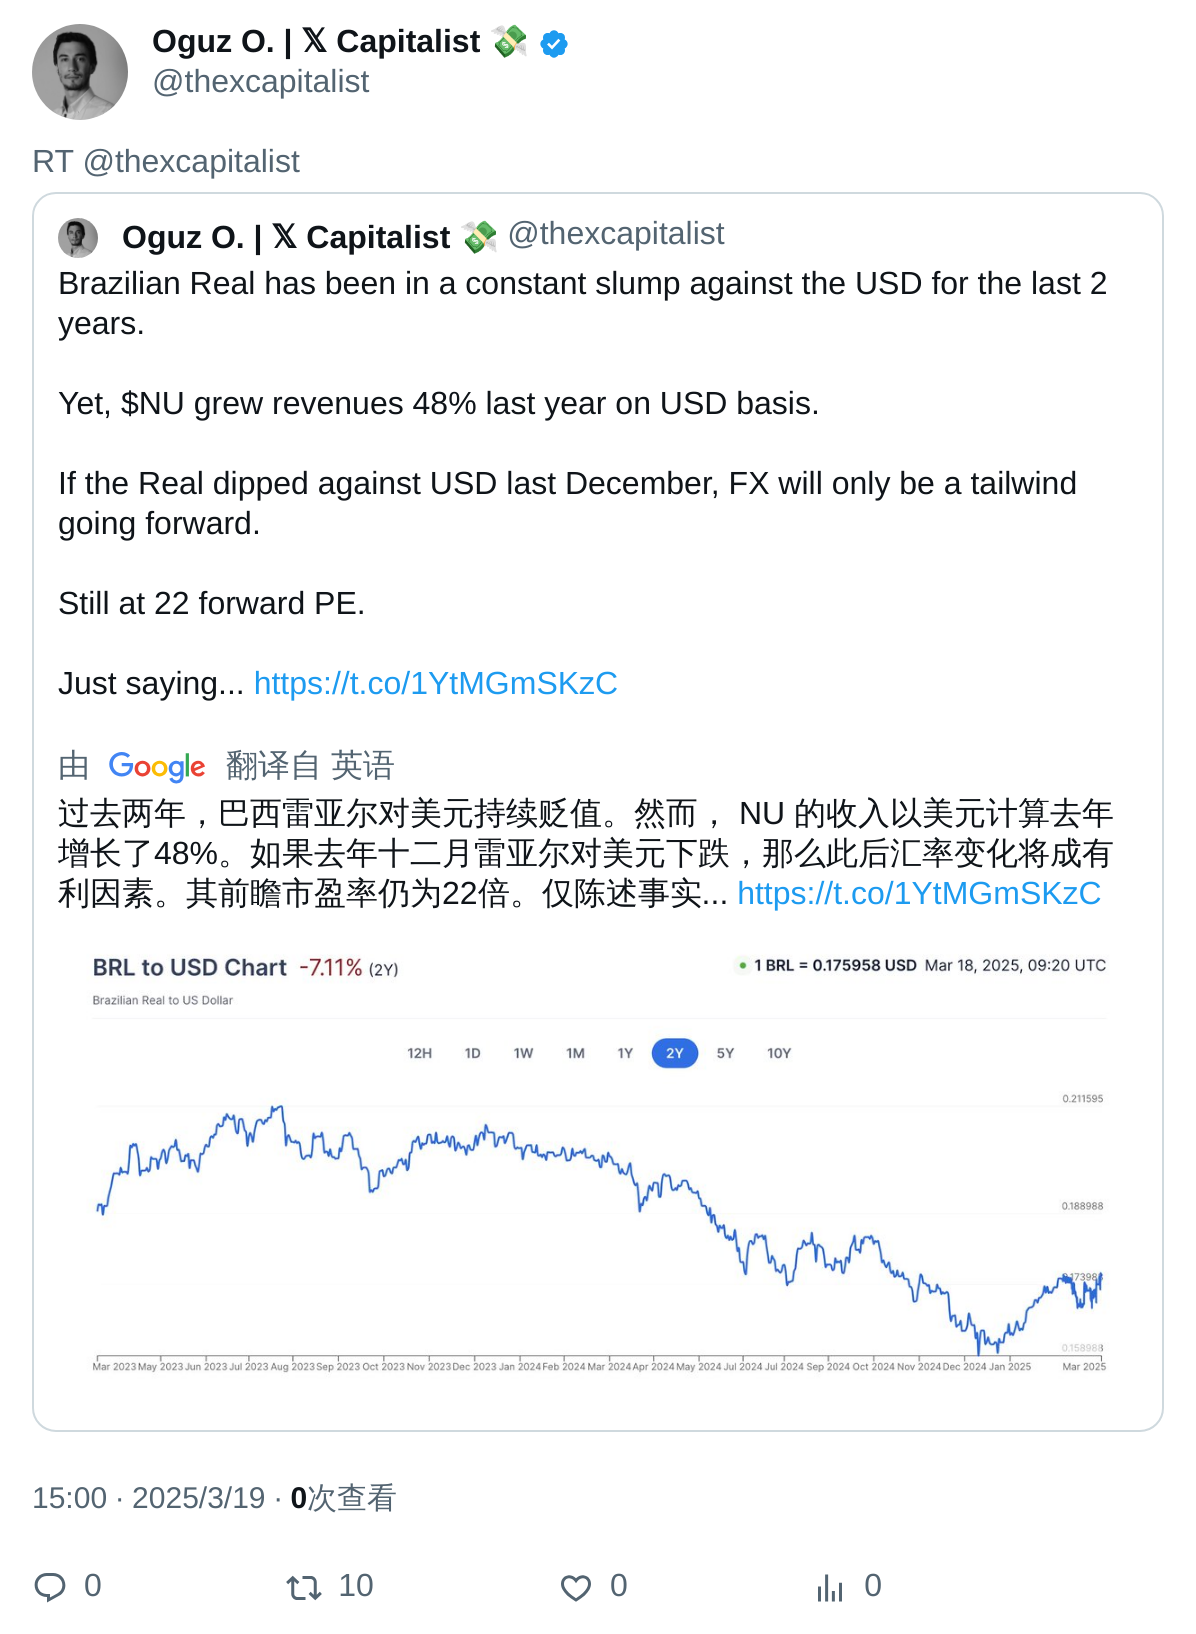 Oguz O. | 𝕏 Capitalist 💸
@thexcapitalist
RT @thexcapitalist
Oguz O. | 𝕏 Capitalist 💸 @thexcapitalist
Brazilian Real has been in a constant slump against the USD for the last 2
years.
Yet, $NU grew revenues 48% last year on USD basis.
If the Real dipped against USD last December, FX will only be a tailwind
going forward.
Still at 22 forward PE.
Just saying... https://t.co/1YtMGmSKzC
由 Google 翻译自 英语
过去两年，巴西雷亚尔对美元持续贬值。然而， NU 的收入以美元计算去年
增长了48%。如果去年十二月雷亚尔对美元下跌，那么此后汇率变化将成有
利因素。其前瞻市盈率仍为22倍。仅陈述事实... https://t.co/1YtMGmSKzC
BRL to USD Chart -7.11% (2Y)
1 BRL = 0.175958 USD Mar 18, 2025, 09:20 UTC
Brazilian Real to US Dollar
12H 1D 1W 1M 1Y 2Y 5Y 10Y
0.211595
0.188988
0.173988
0.158988
Mar 2023 May 2023 Jun 2023 Jul 2023 Aug 2023 Sep 2023 Oct 2023 Nov 2023 Dec 2023 Jan 2024 Feb 2024 Mar 2024 Apr 2024 May 2024 Jul 2024 Jul 2024 Sep 2024 Oct 2024 Nov 2024 Dec 2024 Jan 2025 Mar 2025
15:00 · 2025/3/19 · 0次查看
0 10 0 0